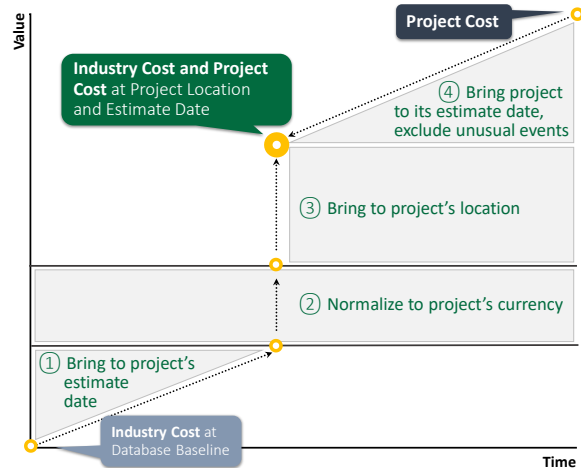 Value
Project Cost
Industry Cost and Project
Cost at Project Location
and Estimate Date
④ Bring project
to its estimate date,
exclude unusual events
③ Bring to project's location
② Normalize to project's currency
① Bring to project's
estimate
date
Industry Cost at
Database Baseline
Time